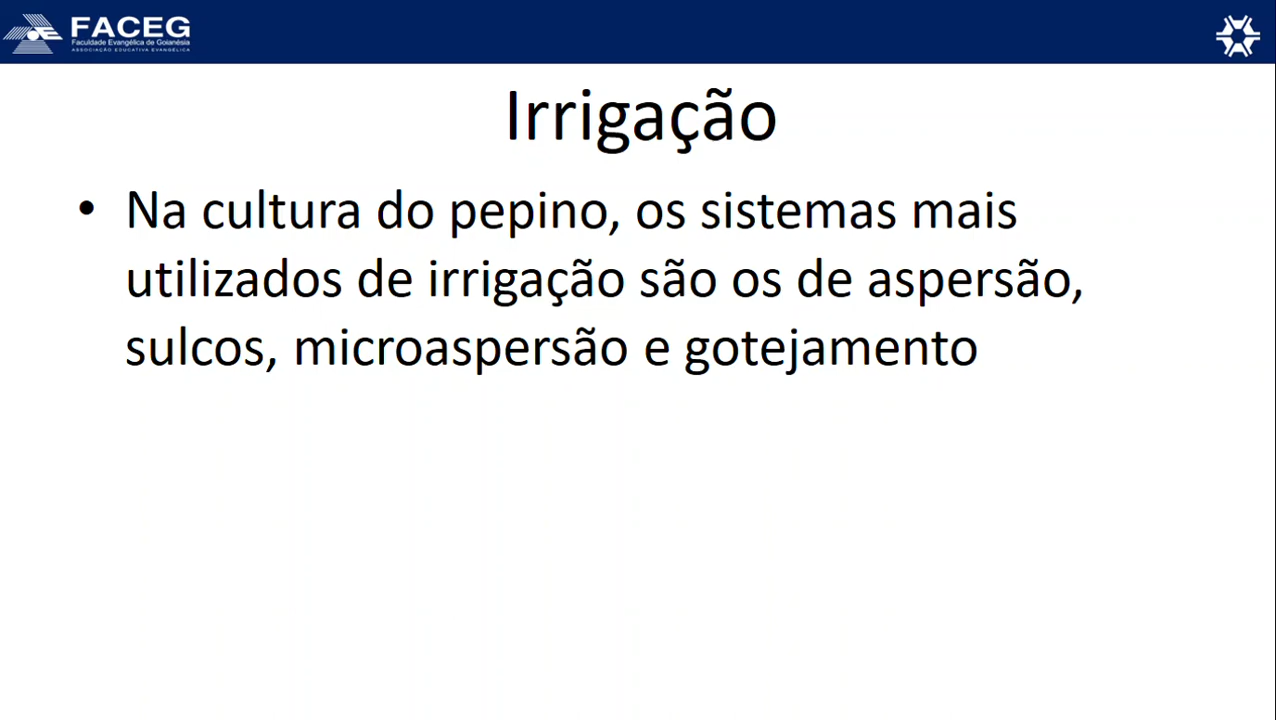 FACEG
Faculdade Evangélica de Goianésia
ASSOCIAÇÃO EDUCATIVA EVANGÉLICA
Irrigação
• Na cultura do pepino, os sistemas mais
utilizados de irrigação são os de aspersão,
sulcos, microaspersão e gotejamento